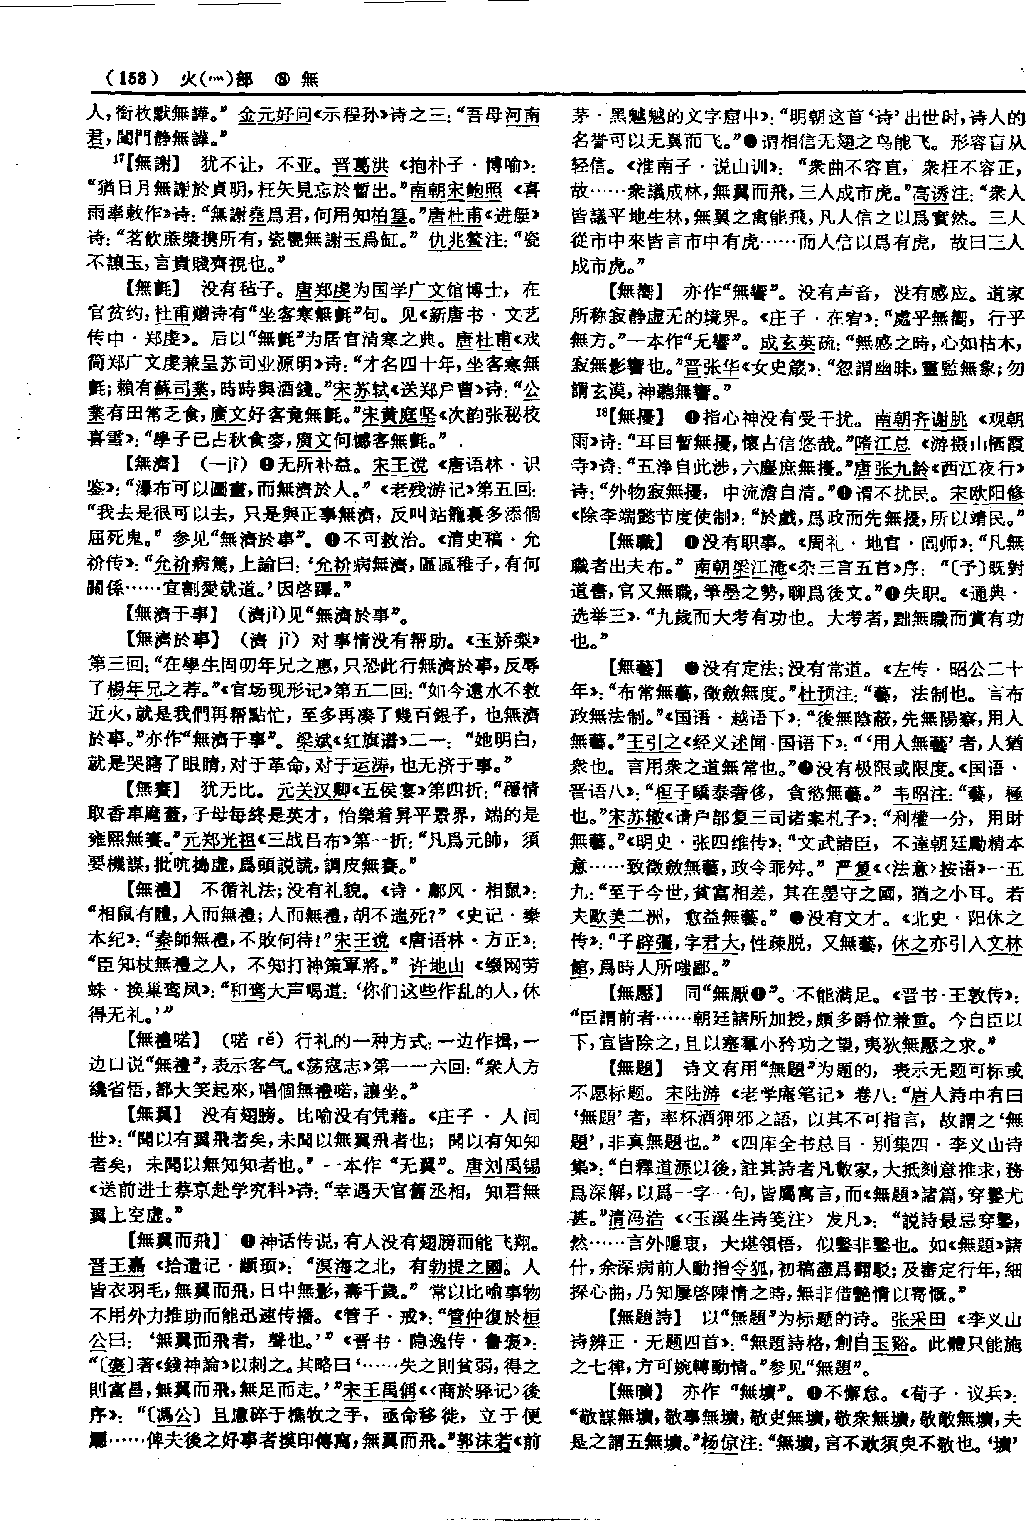 (158) 火(灬)部 ⑧ 無
人，銜枚默無譁。” 金元好问《示程孙》诗之三：“吾母河南
君，闔門静無譁。”
17【無謝】 犹不让，不亚。晋葛洪《抱朴子·博喻》：
“猶日月無謝於貞明，枉矢見忘於暫出。”南朝宋鲍照《喜
雨奉敕作》诗：“無謝堯爲君，何用知柏篁。”唐杜甫《进艇》
诗：“茗飲蔗漿攜所有，瓷罌無謝玉爲缸。” 仇兆鳌注：“瓷
不讓玉，言貴賤齊視也。”
【無氈】 没有毡子。唐郑虔为国学广文馆博士，在
官贫约，杜甫赠诗有“坐客寒無氈”句。见《新唐书·文艺
传中·郑虔》。后以“無氈”为居官清寒之典。唐杜甫《戏
简郑广文虔兼呈苏司业源明》诗：“才名四十年，坐客寒無
氈；賴有蘇司業，時時與酒錢。”宋苏轼《送郑户曹》诗：“公
業有田常乏食，廣文好客竟無氈。”宋黄庭坚《次韵张秘校
喜雪》：“學子已占秋食麥，廣文何憾客無氈。”
【無濟】 （—jǐ）❶无所补益。宋王谠《唐语林·识
鉴》：“瀑布可以圖畫，而無濟於人。”《老残游记》第五回：
“我去是很可以去，只是與正事無濟，反叫站籠裏多添個
屈死鬼。” 参见“無濟於事”。❷不可救治。《清史稿·允
祄传》：“允祄病篤，上諭曰：‘允祄病無濟，區區稚子，有何
關係……宜割愛就道。’因啓蹕。”
【無濟于事】 （濟jǐ）见“無濟於事”。
【無濟於事】 （濟 jǐ）对事情没有帮助。《玉娇梨》
第三回：“在學生固叨年兄之惠，只恐此行無濟於事，反辱
了楊年兄之荐。”《官场现形记》第五二回：“如今遠水不救
近火，就是我們再帮點忙，至多再凑了幾百銀子，也無濟
於事。”亦作“無濟于事”。梁斌《红旗谱》二一：“她明白，
就是哭瞎了眼睛，对于革命，对于运涛，也无济于事。”
【無賽】 犹无比。元关汉卿《五侯宴》第四折：“穩情
取香車麾蓋，子母每終是英才，怡樂着昇平景界，端的是
雍熙無賽。”元郑光祖《三战吕布》第一折：“凡爲元帥，須
要機謀，批吭擣虚，爲頭説謊，調皮無賽。”
【無禮】 不循礼法；没有礼貌。《诗·鄘风·相鼠》：
“相鼠有體，人而無禮；人而無禮，胡不遄死？”《史记·秦
本纪》：“秦師無禮，不敗何待！”宋王谠《唐语林·方正》：
“臣知杖無禮之人，不知打神策軍將。” 许地山《缀网劳
蛛·换巢鸾凤》：“和鸾大声喝道：‘你们这些作乱的人，休
得无礼。’”
【無禮喏】 （喏 rě）行礼的一种方式：一边作揖，一
边口说“無禮”，表示客气。《荡寇志》第一一六回：“衆人方
纔省悟，都大笑起來，唱個無禮喏，讓坐。”
【無翼】 没有翅膀。比喻没有凭藉。《庄子·人间
世》：“聞以有翼飛者矣，未聞以無翼飛者也；聞以有知知
者矣，未聞以無知知者也。”一本作“无翼”。唐刘禹锡
《送前进士蔡京赴学究科》诗：“幸遇天官舊丞相，知君無
翼上空虚。”
【無翼而飛】 ❶神话传说，有人没有翅膀而能飞翔。
晋王嘉《拾遗记·颛顼》：“溟海之北，有勃提之國。人
皆衣羽毛，無翼而飛，日中無影，壽千歲。”常以比喻事物
不用外力推助而能迅速传播。《管子·戒》：“管仲復於桓
公曰：‘無翼而飛者，聲也。’”《晋书·隐逸传·鲁褒》：
“〔褒〕著《錢神論》以刺之。其略曰‘……失之則貧弱，得之
則富昌，無翼而飛，無足而走。’”宋王禹偁《〈商於驿记〉後
序》：“〔馮公〕且慮碎于樵牧之手，亟命移徙，立于便
廳……俾夫後之好事者摸印傳寫，無翼而飛。”郭沫若《前
茅·黑魆魆的文字窟中》：“明朝这首‘诗’出世时，诗人的
名誉可以无翼而飞。”❷谓相信无翅之鸟能飞。形容盲从
轻信。《淮南子·说山训》：“衆曲不容直，衆枉不容正，
故……衆議成林，無翼而飛，三人成市虎。”高诱注：“衆人
皆議平地生林，無翼之禽能飛，凡人信之以爲實然。三人
從市中來皆言市中有虎……而人信以爲有虎，故曰三人
成市虎。”
【無嚮】 亦作“無響”。没有声音，没有感应。道家
所称寂静虚无的境界。《庄子·在宥》：“處乎無嚮，行乎
無方。”一本作“无響”。成玄英疏：“無感之時，心如枯木，
寂無影響也。”晋张华《女史箴》：“忽謂幽昧，靈監無象；勿
謂玄漠，神聽無響。”
18【無擾】 ❶指心神没有受干扰。南朝齐谢朓《观朝
雨》诗：“耳目暫無擾，懷古信悠哉。”隋江总《游摄山栖霞
寺》诗：“五净自此涉，六塵庶無擾。”唐张九龄《西江夜行》
诗：“外物寂無擾，中流澹自清。”❷谓不扰民。宋欧阳修
《除李端懿节度使制》：“於戲，爲政而先無擾，所以靖民。”
【無職】 ❶没有职事。《周礼·地官·闾师》：“凡無
職者出夫布。”南朝梁江淹《杂三言五首》序：“〔予〕既對
道書，官又無職，筆墨之勢，聊爲後文。”❷失职。《通典·
选举三》：“九歲而大考有功也。大考者，黜無職而賞有功
也。”
【無藝】 ❶没有定法；没有常道。《左传·昭公二十
年》：“布常無藝，徵斂無度。”杜预注：“藝，法制也。言布
政無法制。”《国语·越语下》：“後無陰蔽，先無陽察，用人
無藝。”王引之《经义述闻·国语下》：“‘用人無藝’者，人猶
衆也。言用衆之道無常也。”❷没有极限或限度。《国语·
晋语八》：“桓子驕泰奢侈，貪慾無藝。” 韦昭注：“藝，極
也。”宋苏辙《请户部复三司诸案札子》：“利權一分，用財
無藝。”《明史·张四维传》：“文武諸臣，不達朝廷勵精本
意……致徵斂無藝，政令乖舛。” 严复《〈法意〉按语》一五
九：“至于今世，貧富相差，其在墨守之國，猶之小耳。若
夫歐美二洲，愈益無藝。”❸没有文才。《北史·阳休之
传》：“子辟彊，字君大，性疎脱，又無藝，休之亦引入文林
館，爲時人所嗤鄙。”
【無懕】 同“無厭❶”。不能满足。《晋书·王敦传》：
“臣謂前者……朝廷諸所加授，頗多爵位兼重。今自臣以
下，宜皆除之，且以塞羣小矜功之望，夷狄無懕之求。”
【無題】 诗文有用“無題”为题的，表示无题可标或
不愿标题。宋陆游《老学庵笔记》卷八：“唐人詩中有曰
‘無題’者，率杯酒狎邪之語，以其不可指言，故謂之‘無
題’，非真無題也。”《四库全书总目·别集四·李义山诗
集》：“自釋道源以後，註其詩者凡數家，大抵刻意推求，務
爲深解，以爲一字一句，皆屬寓言，而《無題》諸篇，穿鑿尤
甚。”清冯浩《〈玉溪生诗笺注〉发凡》：“説詩最忌穿鑿，
然……言外隱衷，大堪領悟，似鑿非鑿也。如《無題》諸
什，余深病前人動指令狐，初稿盡爲翻駁；及審定行年，細
探心曲，乃知屢啓陳情之時，無非借艷情以寄慨。”
【無題詩】 以“無題”为标题的诗。张采田《李义山
诗辨正·无题四首》：“無題詩格，創自玉谿。此體只能施
之七律，方可婉轉動情。”参见“無題”。
【無曠】 亦作“無壙”。❶不懈怠。《荀子·议兵》：
“敬謀無壙，敬事無壙，敬吏無壙，敬衆無壙，敬敵無壙，夫
是之謂五無壙。”杨倞注：“無壙，言不敢須臾不敬也。‘壙’